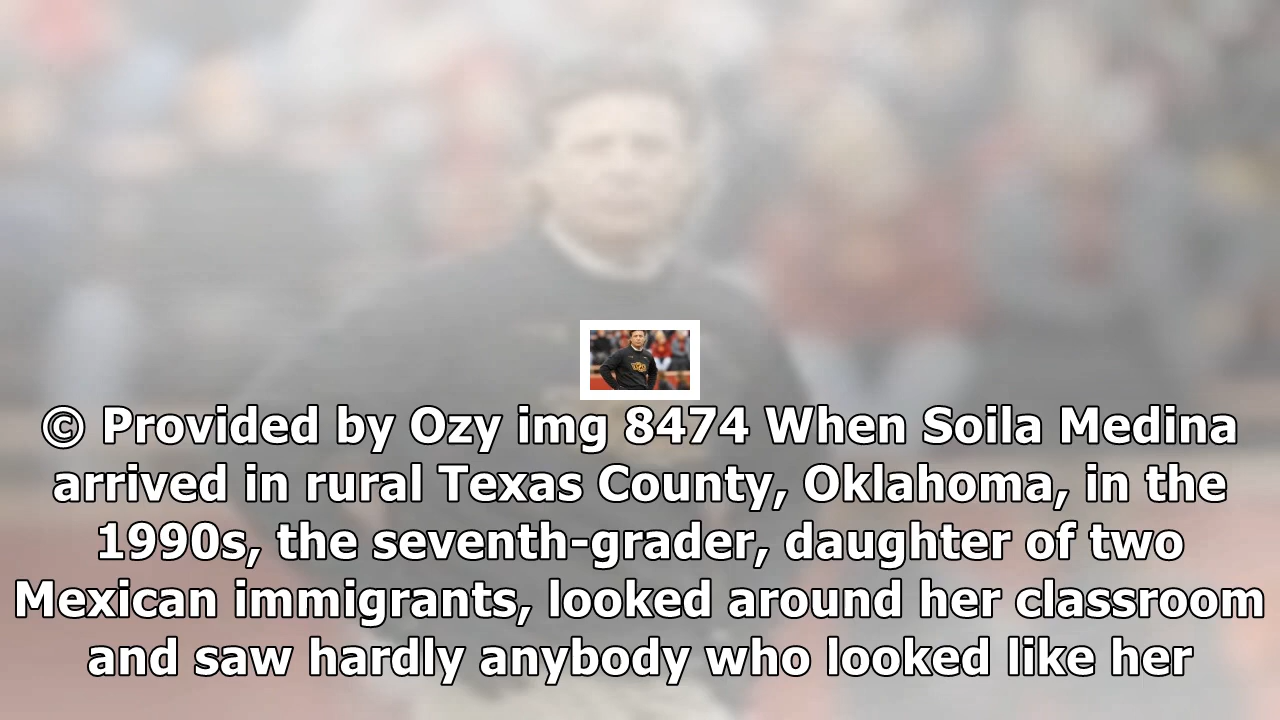 © Provided by Ozy img 8474 When Soila Medina
arrived in rural Texas County, Oklahoma, in the
1990s, the seventh-grader, daughter of two
Mexican immigrants, looked around her classroom
and saw hardly anybody who looked like her